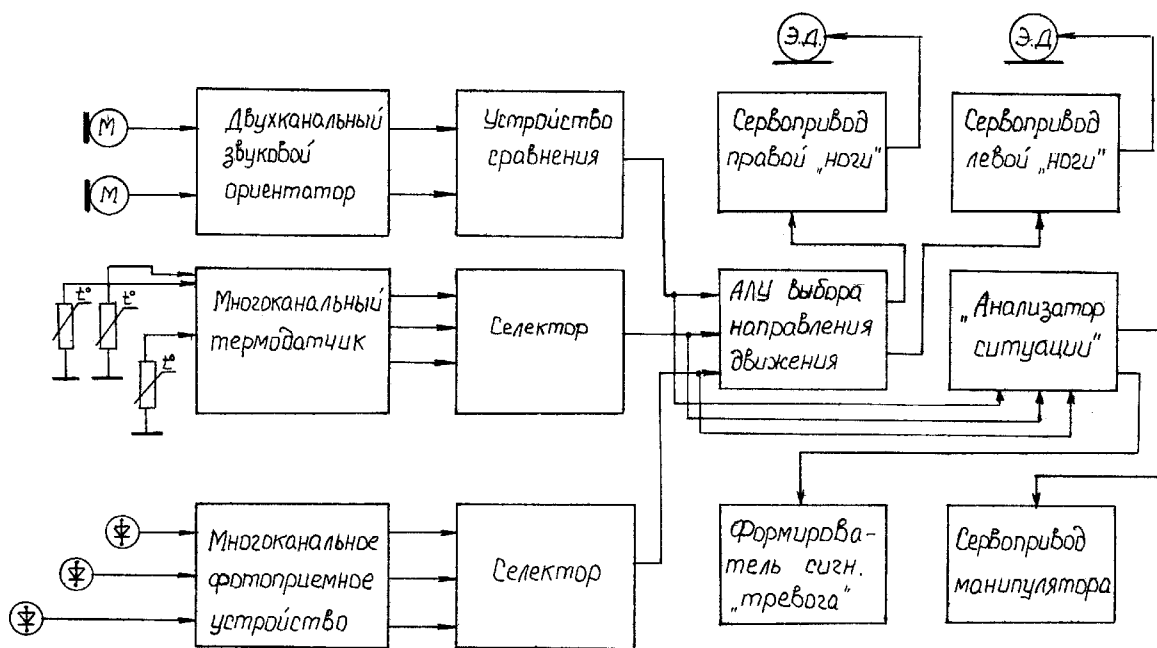 Э.Д.
Э.Д
М
Двухканальный
звуковой
ориентатор
Устройство
сравнения
Сервопривод
правой „ноги"
Сервопривод
левой „ноги"
М
t°
t°
t°
Многоканальный
термодатчик
Селектор
АЛУ выбора
направления
движения
„Анализатор
ситуации"
Многоканальное
фотоприемное
устройство
Селектор
Формирова-
тель сигн.
„тревога"
Сервопривод
манипулятора